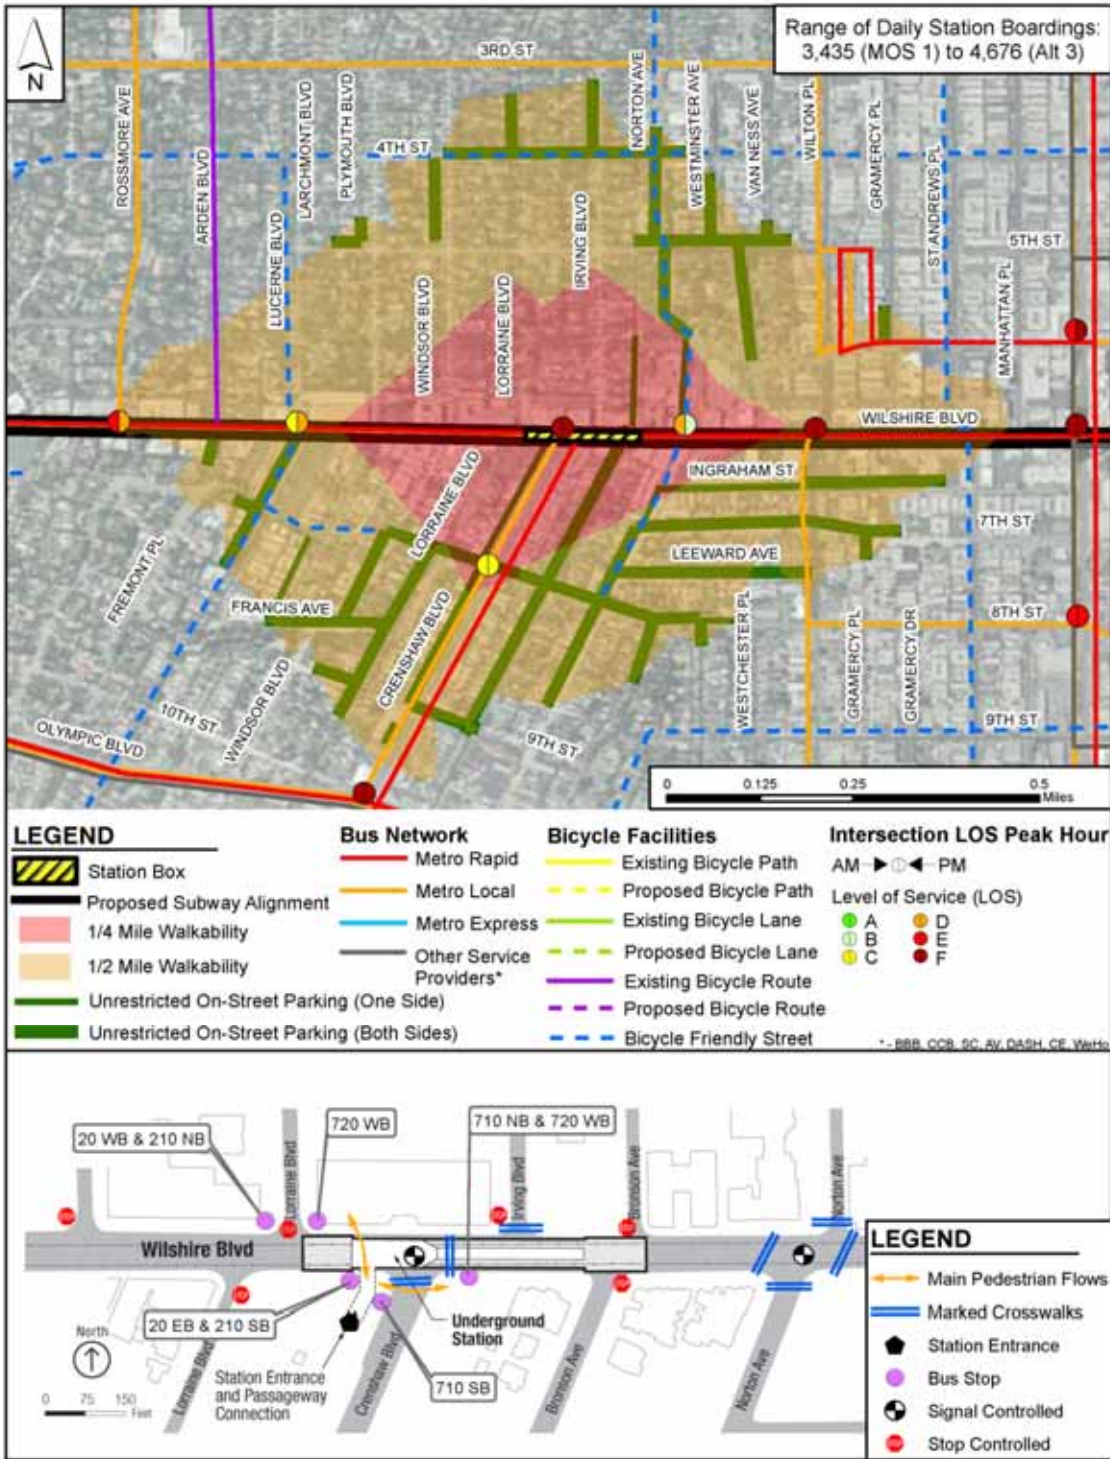 Range of Daily Station Boardings:
3,435 (MOS 1) to 4,676 (Alt 3)
N
3RD ST
ROSSMORE AVE
ARDEN BLVD
LARCHMONT BLVD
PLYMOUTH BLVD
4TH ST
NORTON AVE
WESTMINSTER AVE
VAN NESS AVE
WILTON PL
GRAMERCY PL
ST ANDREWS PL
5TH ST
LUCERNE BLVD
WINDSOR BLVD
LORRAINE BLVD
IRVING BLVD
MANHATTAN PL
WILSHIRE BLVD
LORRAINE BLVD
INGRAHAM ST
7TH ST
FREMONT PL
LEEWARD AVE
FRANCIS AVE
CRENSHAW BLVD
8TH ST
WESTCHESTER PL
GRAMERCY PL
GRAMERCY DR
10TH ST
WINDSOR BLVD
9TH ST
9TH ST
OLYMPIC BLVD
0 0.125 0.25 0.5
Miles
LEGEND
Station Box
Proposed Subway Alignment
1/4 Mile Walkability
1/2 Mile Walkability
Unrestricted On-Street Parking (One Side)
Unrestricted On-Street Parking (Both Sides)
Bus Network
Metro Rapid
Metro Local
Metro Express
Other Service
Providers*
Bicycle Facilities
Existing Bicycle Path
Proposed Bicycle Path
Existing Bicycle Lane
Proposed Bicycle Lane
Existing Bicycle Route
Proposed Bicycle Route
Bicycle Friendly Street
Intersection LOS Peak Hour
AM PM
Level of Service (LOS)
A D
B E
C F
* - BBB, CCB, SC, AV, DASH, CE, WeHo
20 WB & 210 NB
720 WB
710 NB & 720 WB
Lorraine Blvd
Irving Blvd
Bronson Ave
Norton Ave
Wilshire Blvd
20 EB & 210 SB
Underground
Station
North
0 75 150
Feet
Lorraine Blvd
Station Entrance
and Passageway
Connection
Crenshaw Blvd
710 SB
Bronson Ave
Norton Ave
LEGEND
Main Pedestrian Flows
Marked Crosswalks
Station Entrance
Bus Stop
Signal Controlled
Stop Controlled